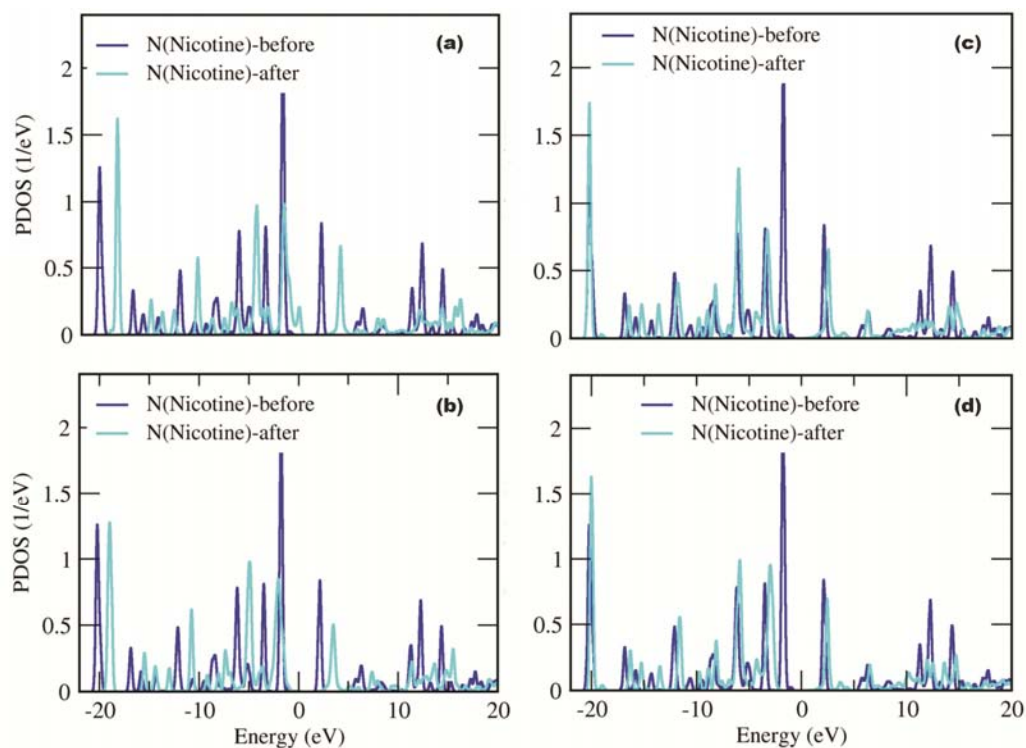 N(Nicotine)-before
N(Nicotine)-after
(a)
2
1.5
1
0.5
0
PDOS (1/eV)
N(Nicotine)-before
N(Nicotine)-after
(c)
2
1.5
1
0.5
0
N(Nicotine)-before
N(Nicotine)-after
(b)
2
1.5
1
0.5
0
PDOS (1/eV)
-20 -10 0 10 20
Energy (eV)
N(Nicotine)-before
N(Nicotine)-after
(d)
2
1.5
1
0.5
0
-20 -10 0 10 20
Energy (eV)